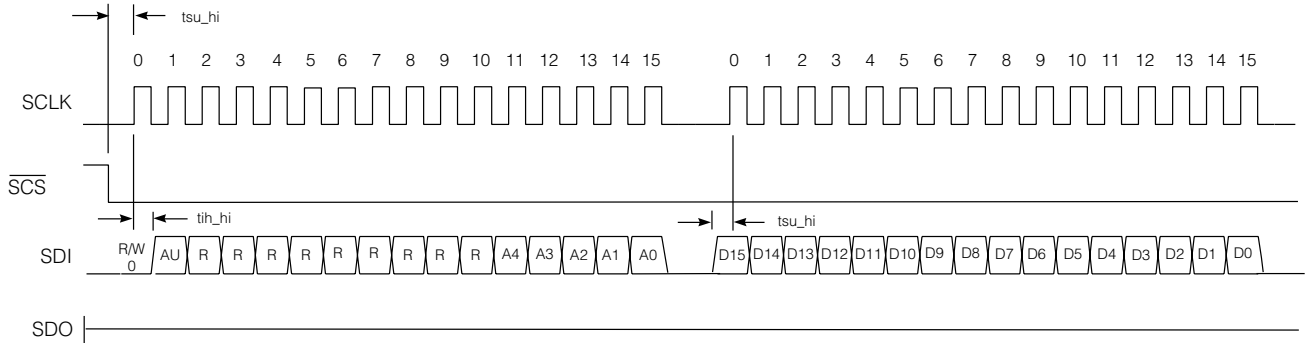 tsu_hi
0 1 2 3 4 5 6 7 8 9 10 11 12 13 14 15 0 1 2 3 4 5 6 7 8 9 10 11 12 13 14 15
SCLK
SCS
tih_hi tsu_hi
SDI R/W 0 AU R R R R R R R R R A4 A3 A2 A1 A0 D15 D14 D13 D12 D11 D10 D9 D8 D7 D6 D5 D4 D3 D2 D1 D0
SDO